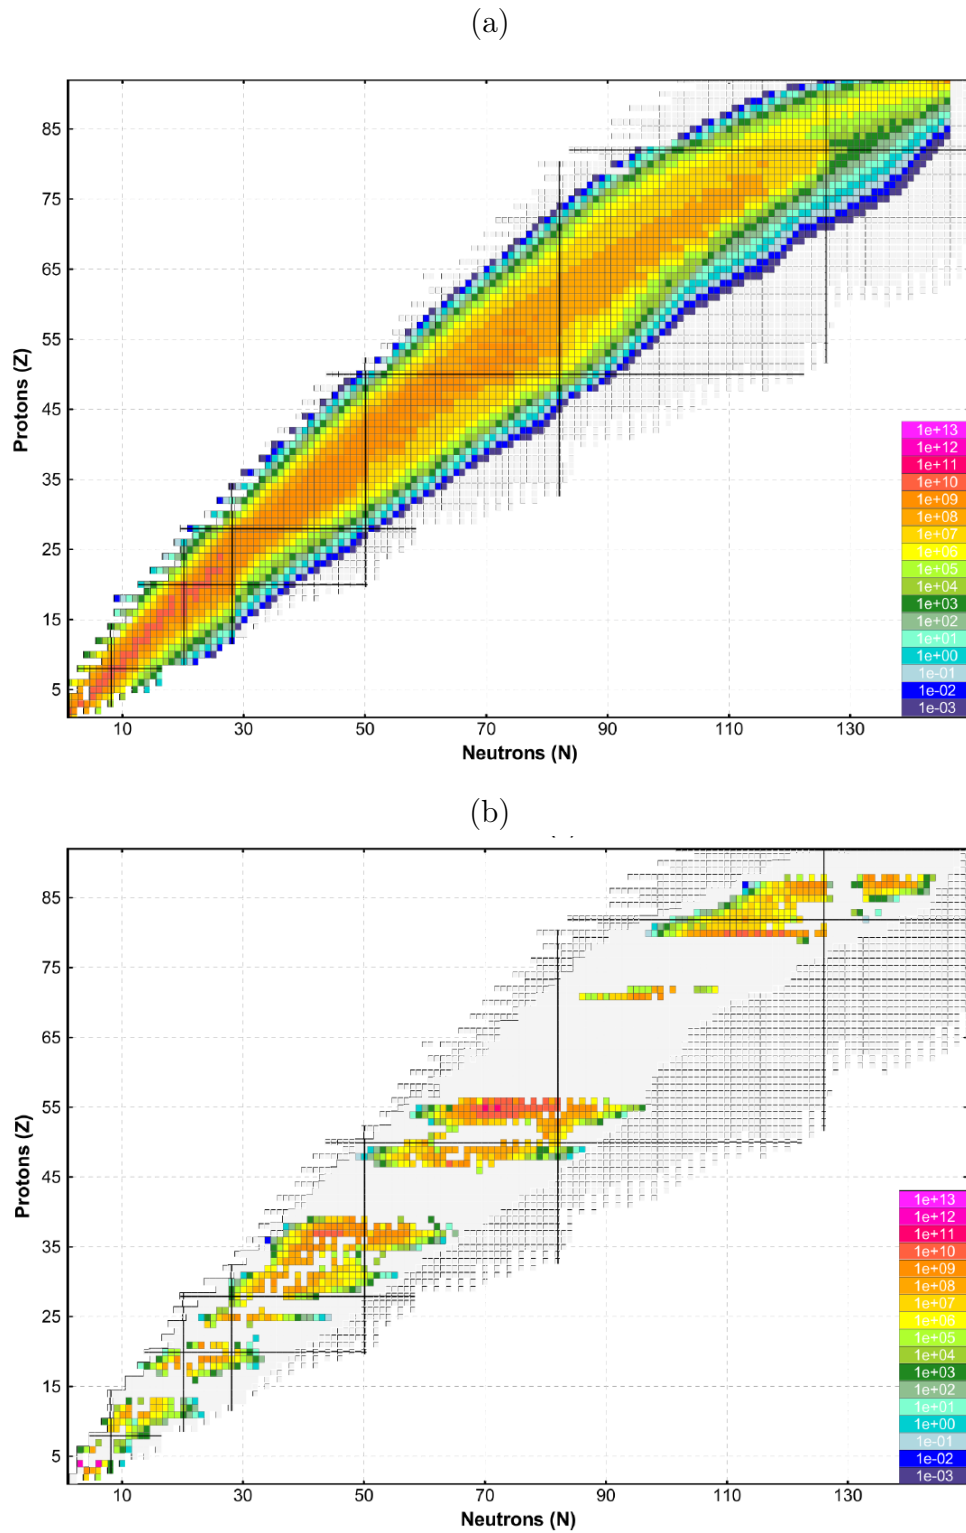 (a)
85
75
65
55
45
35
25
15
5
Protons (Z)
1e+13
1e+12
1e+11
1e+10
1e+09
1e+08
1e+07
1e+06
1e+05
1e+04
1e+03
1e+02
1e+01
1e+00
1e-01
1e-02
1e-03
10 30 50 70 90 110 130
Neutrons (N)
(b)
85
75
65
55
45
35
25
15
5
Protons (Z)
1e+13
1e+12
1e+11
1e+10
1e+09
1e+08
1e+07
1e+06
1e+05
1e+04
1e+03
1e+02
1e+01
1e+00
1e-01
1e-02
1e-03
10 30 50 70 90 110 130
Neutrons (N)